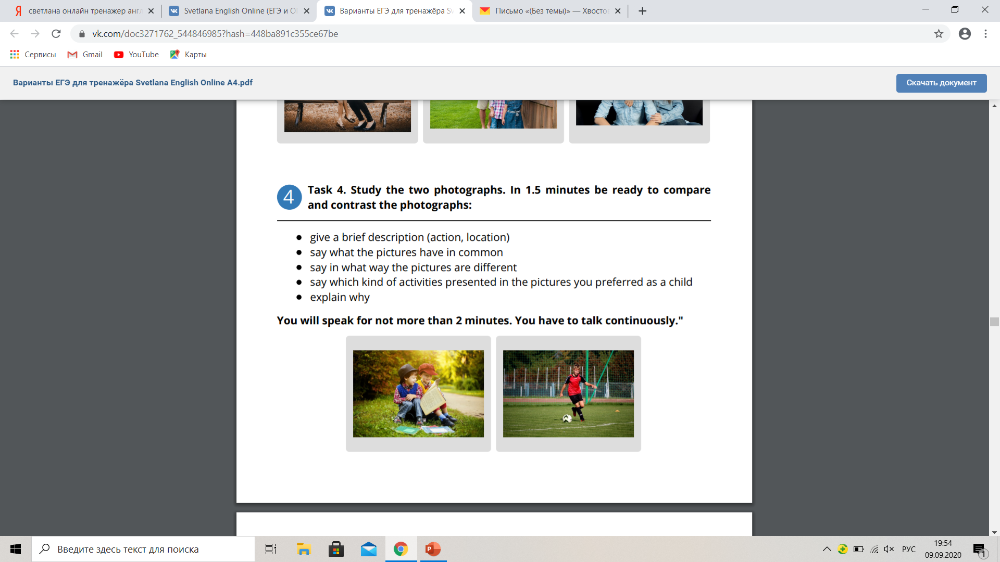 светлана онлайн тренажер англ
Svetlana English Online (ЕГЭ и О
Варианты ЕГЭ для тренажёра Sv
Письмо «(Без темы)» — Хвостов
vk.com/doc3271762_544846985?hash=448ba891c355ce67be
Сервисы
Gmail
YouTube
Карты
Варианты ЕГЭ для тренажёра Svetlana English Online A4.pdf
Скачать документ
4
Task 4. Study the two photographs. In 1.5 minutes be ready to compare
and contrast the photographs:
● give a brief description (action, location)
● say what the pictures have in common
● say in what way the pictures are different
● say which kind of activities presented in the pictures you preferred as a child
● explain why
You will speak for not more than 2 minutes. You have to talk continuously."
Введите здесь текст для поиска
РУС
19:54
09.09.2020
1